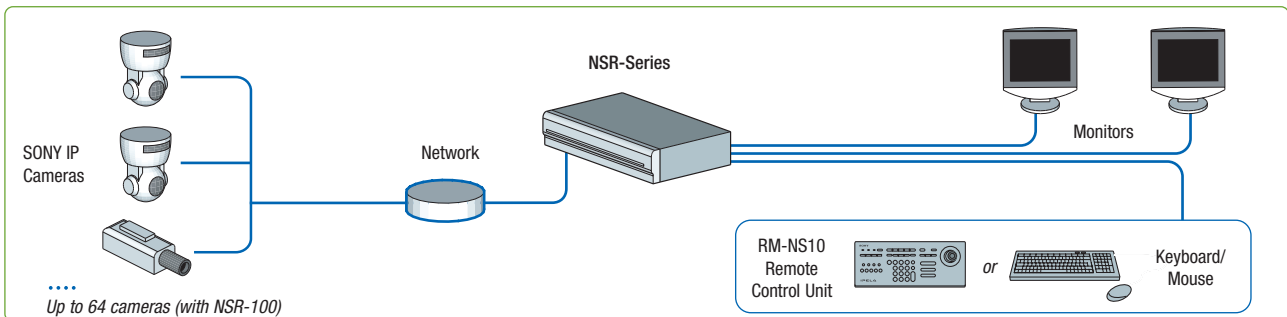 NSR-Series
Monitors
SONY IP
Cameras
Network
RM-NS10
Remote
Control Unit
or
Keyboard/
Mouse
....
Up to 64 cameras (with NSR-100)